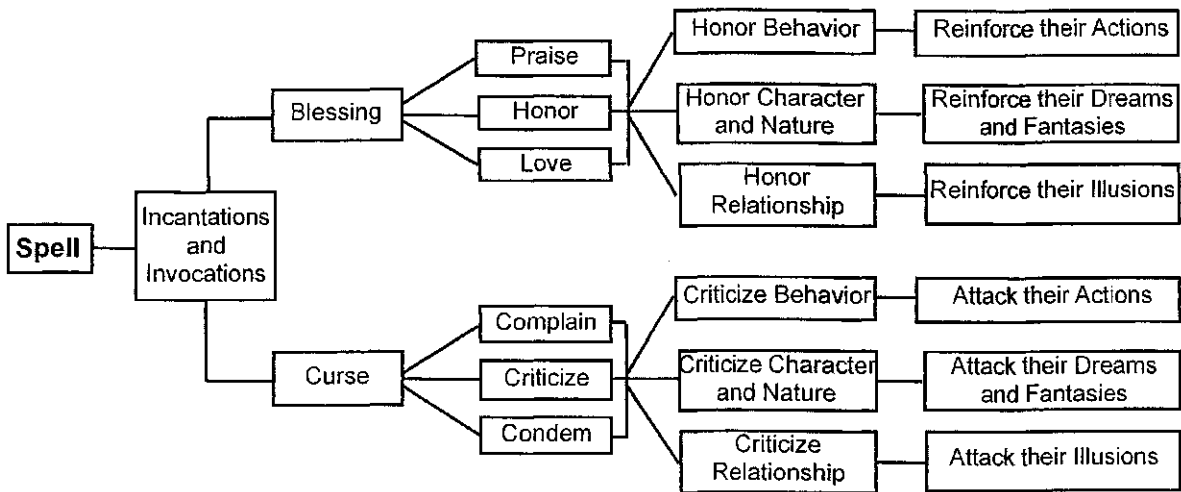 Spell
Incantations
and
Invocations
Blessing
Praise
Honor
Love
Honor Behavior
Reinforce their Actions
Honor Character
and Nature
Reinforce their Dreams
and Fantasies
Honor
Relationship
Reinforce their Illusions
Curse
Complain
Criticize
Condem
Criticize Behavior
Attack their Actions
Criticize Character
and Nature
Attack their Dreams
and Fantasies
Criticize
Relationship
Attack their Illusions